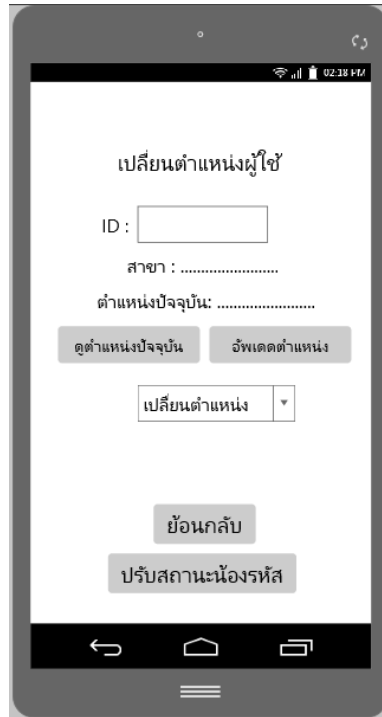 02:18 PM
เปลี่ยนตำแหน่งผู้ใช้
ID :
สาขา : ........................
ตำแหน่งปัจจุบัน: ........................
ดูตำแหน่งปัจจุบัน อัพเดดตำแหน่ง
เปลี่ยนตำแหน่ง
ย้อนกลับ
ปรับสถานะน้องรหัส